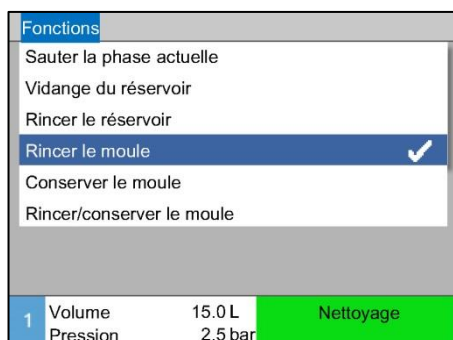 Fonctions
Sauter la phase actuelle
Vidange du réservoir
Rincer le réservoir
Rincer le moule
Conserver le moule
Rincer/conserver le moule
1
Volume 15.0 L
Nettoyage
Pression 2.5 bar